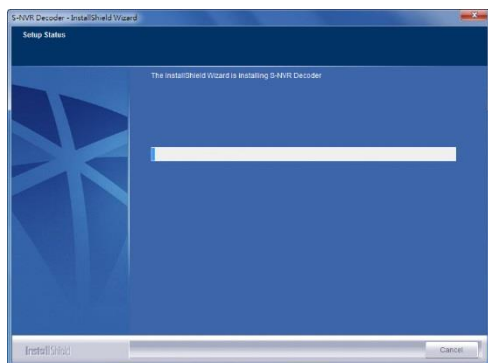 S-NVR Decoder - InstallShield Wizard
Setup Status
The InstallShield Wizard is installing S-NVR Decoder
InstallShield
Cancel